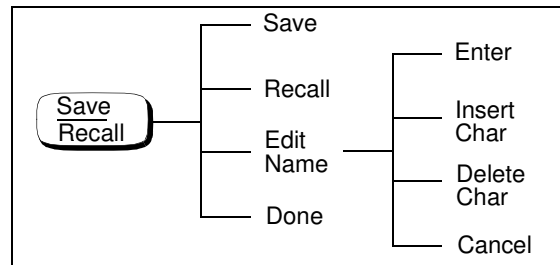 Save
Recall
Save
Recall
Edit
Name
Done
Enter
Insert
Char
Delete
Char
Cancel